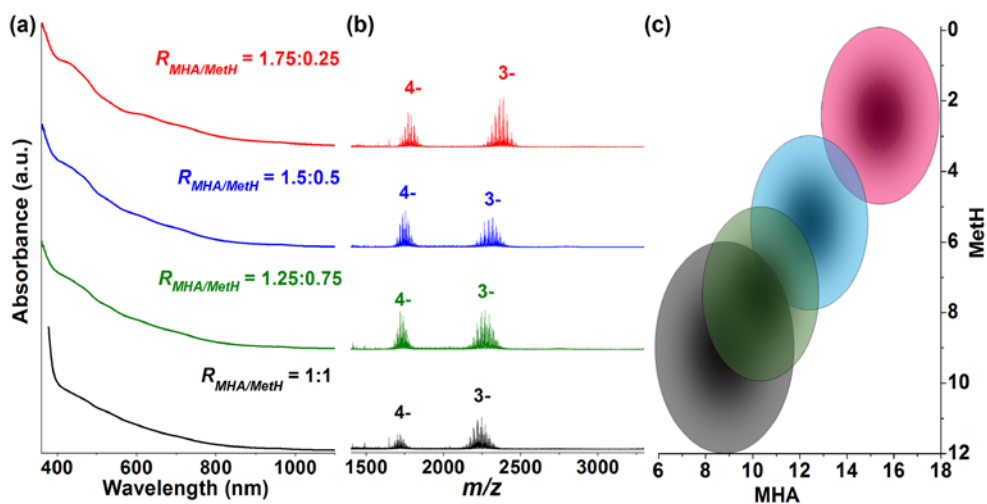 (a)
Absorbance (a.u.)
R_MHA/MetH = 1.75:0.25
R_MHA/MetH = 1.5:0.5
R_MHA/MetH = 1.25:0.75
R_MHA/MetH = 1:1
400 600 800 1000
Wavelength (nm)
(b)
4- 3-
4- 3-
4- 3-
4- 3-
1500 2000 2500 3000
m/z
(c)
0
2
4
6
8
10
12
MetH
6 8 10 12 14 16 18
MHA